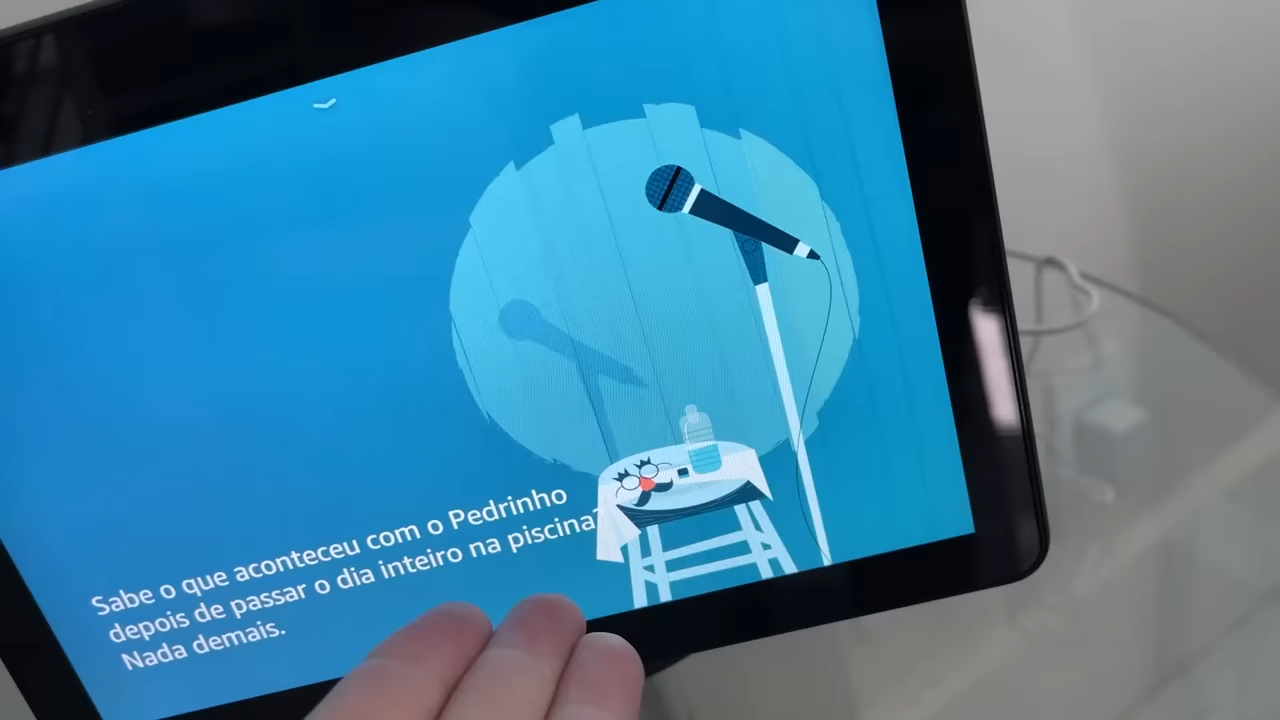 Sabe o que aconteceu com o Pedrinho
depois de passar o dia inteiro na piscina?
Nada demais.